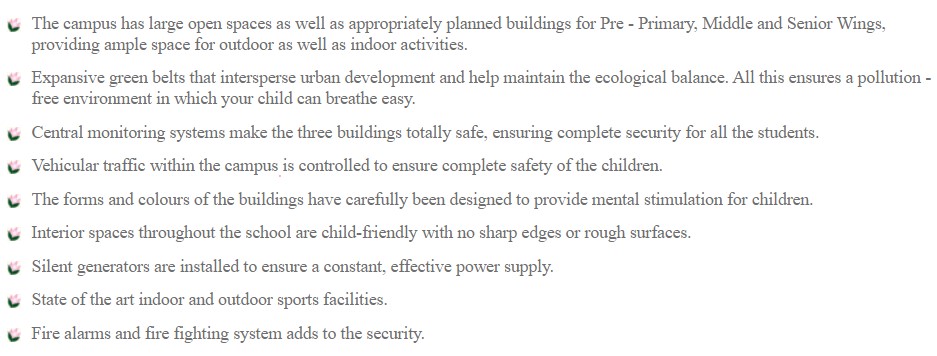 The campus has large open spaces as well as appropriately planned buildings for Pre - Primary, Middle and Senior Wings,
providing ample space for outdoor as well as indoor activities.
Expansive green belts that intersperse urban development and help maintain the ecological balance. All this ensures a pollution -
free environment in which your child can breathe easy.
Central monitoring systems make the three buildings totally safe, ensuring complete security for all the students.
Vehicular traffic within the campus is controlled to ensure complete safety of the children.
The forms and colours of the buildings have carefully been designed to provide mental stimulation for children.
Interior spaces throughout the school are child-friendly with no sharp edges or rough surfaces.
Silent generators are installed to ensure a constant, effective power supply.
State of the art indoor and outdoor sports facilities.
Fire alarms and fire fighting system adds to the security.